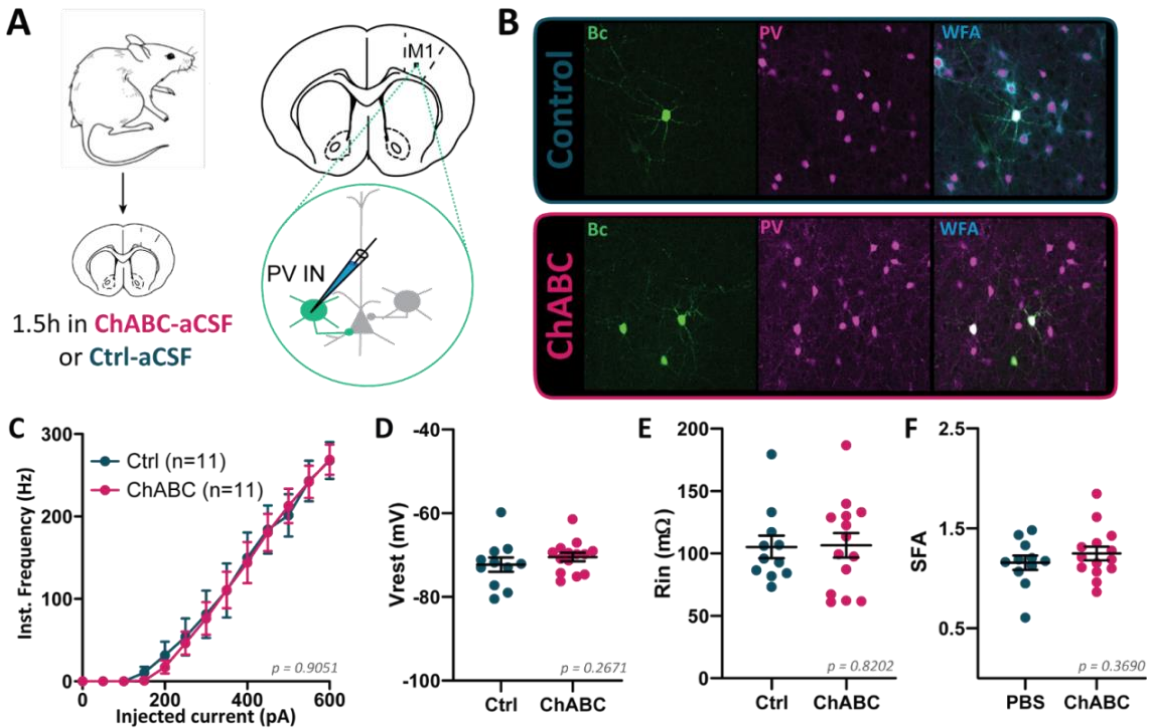 A
iM1
PV IN
1.5h in ChABC-aCSF
or Ctrl-aCSF
B
Control
Bc
PV
WFA
ChABC
Bc
PV
WFA
C
Inst. Frequency (Hz)
300
200
100
0
Ctrl (n=11)
ChABC (n=11)
p = 0.9051
0
200
400
600
Injected current (pA)
D
Vrest (mV)
-40
-60
-80
-100
p = 0.2671
Ctrl
ChABC
E
Rin (mΩ)
200
150
100
50
0
p = 0.8202
Ctrl
ChABC
F
SFA
2.5
1.5
0.5
p = 0.3690
PBS
ChABC